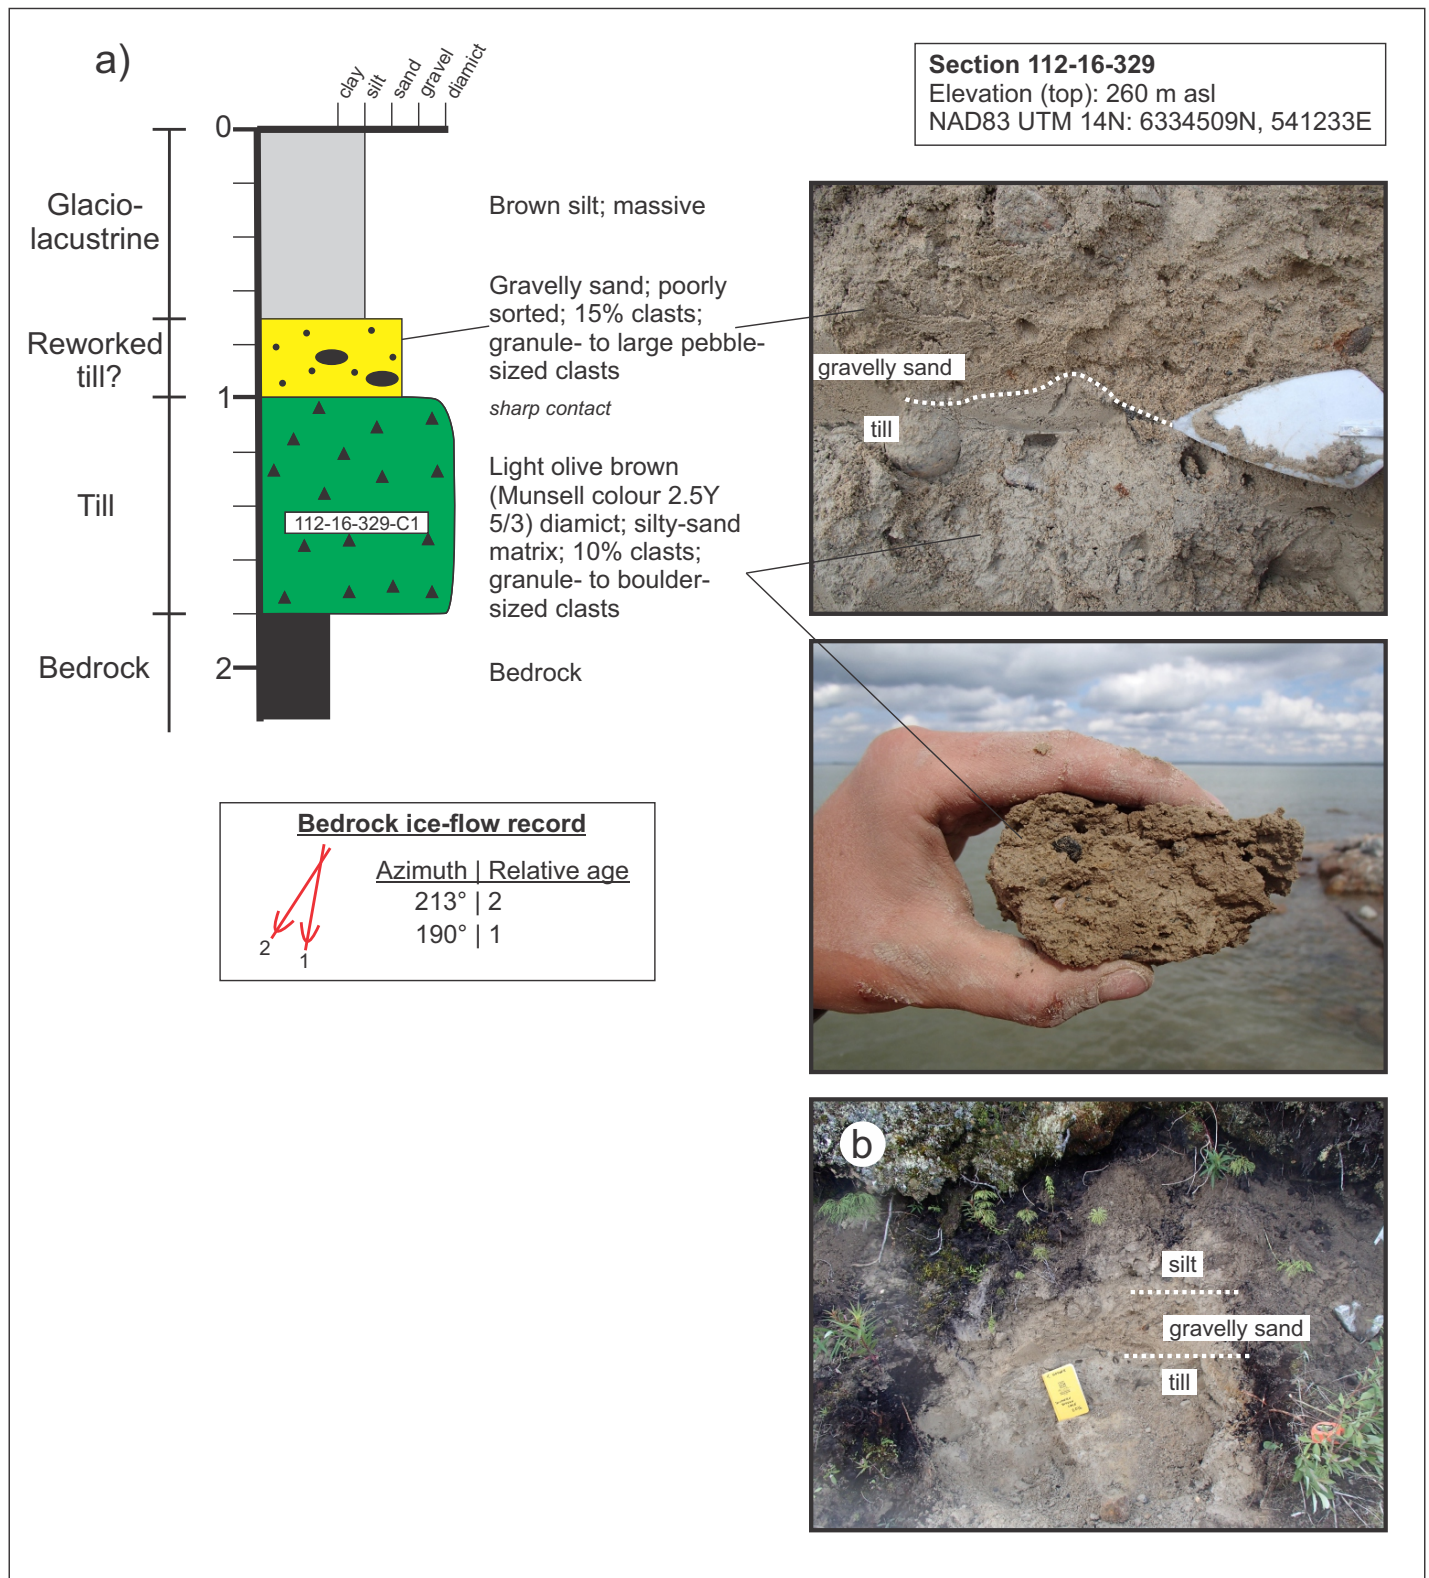 a)
clay
silt
sand
gravel
diamict
Section 112-16-329
Elevation (top): 260 m asl
NAD83 UTM 14N: 6334509N, 541233E
0
1
2
Glacio-
lacustrine
Reworked
till?
Till
Bedrock
112-16-329-C1
Brown silt; massive
Gravelly sand; poorly
sorted; 15% clasts;
granule- to large pebble-
sized clasts
sharp contact
Light olive brown
(Munsell colour 2.5Y
5/3) diamict; silty-sand
matrix; 10% clasts;
granule- to boulder-
sized clasts
Bedrock
gravelly sand
till
Bedrock ice-flow record
Azimuth | Relative age
213° | 2
190° | 1
2
1
b
silt
gravelly sand
till